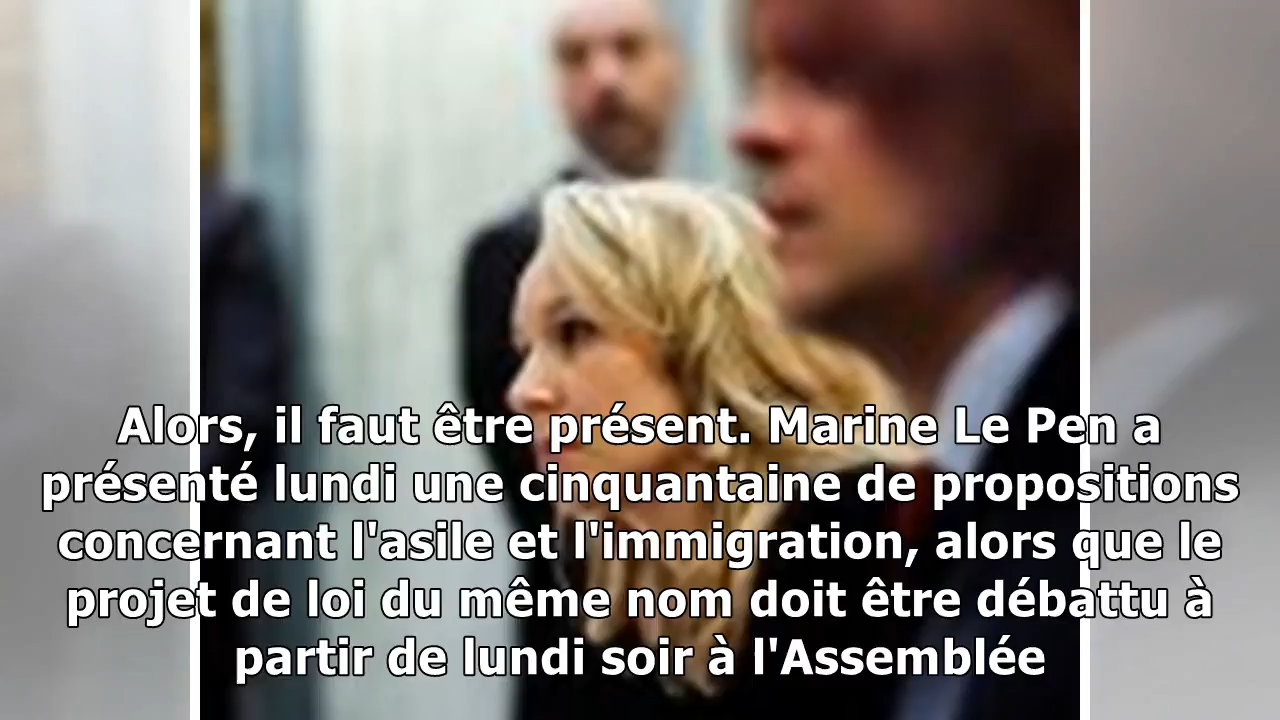 Alors, il faut être présent. Marine Le Pen a
présenté lundi une cinquantaine de propositions
concernant l'asile et l'immigration, alors que le
projet de loi du même nom doit être débattu à
partir de lundi soir à l'Assemblée